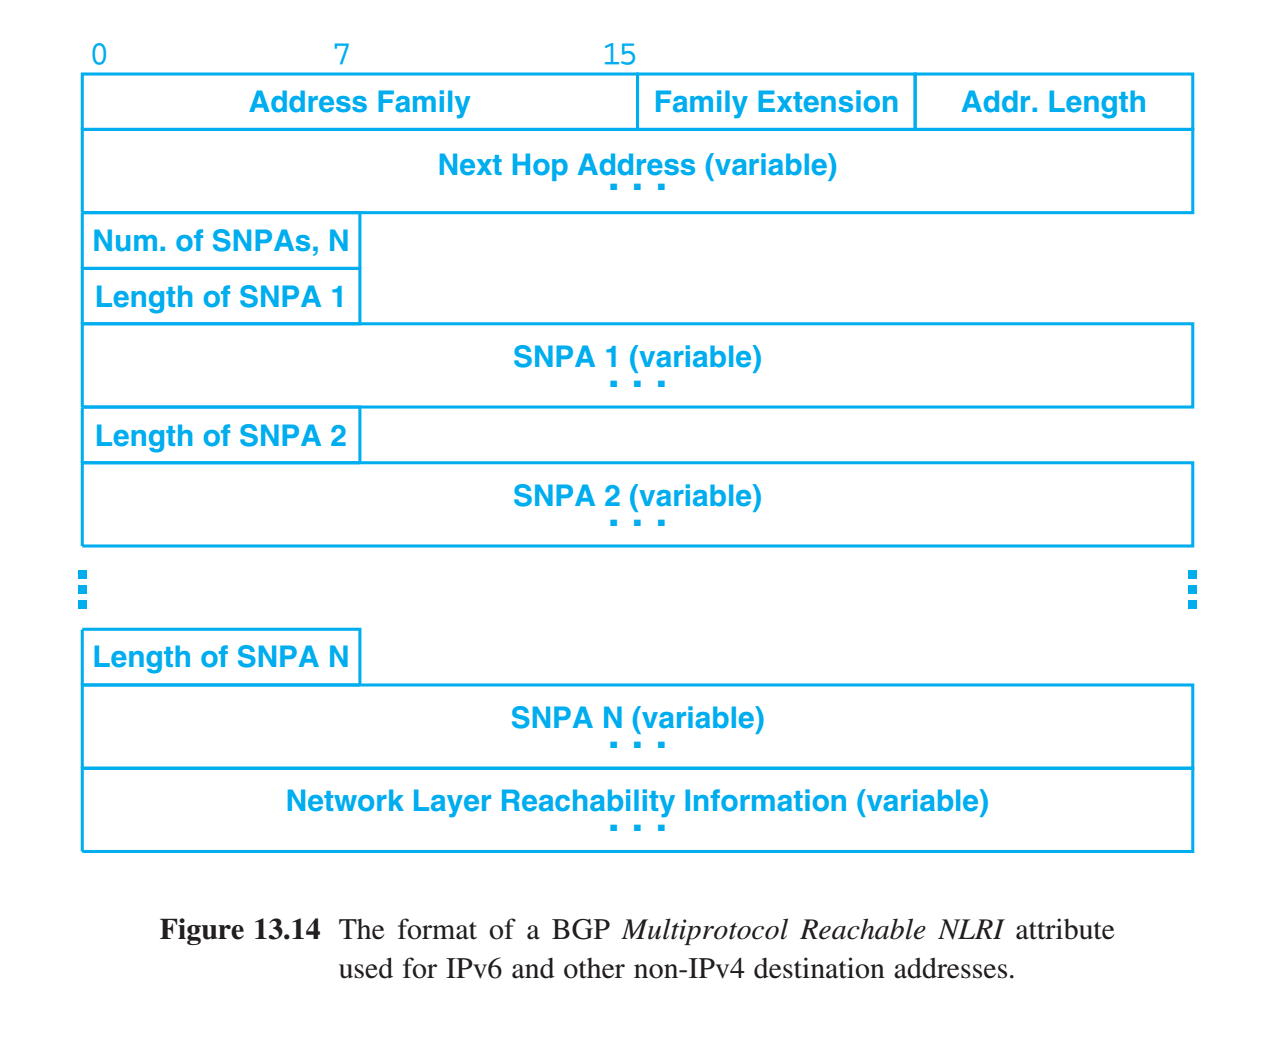 0 7 15
Address Family Family Extension Addr. Length
Next Hop Address (variable)
. . .
Num. of SNPAs, N
Length of SNPA 1
SNPA 1 (variable)
. . .
Length of SNPA 2
SNPA 2 (variable)
. . .
Length of SNPA N
SNPA N (variable)
. . .
Network Layer Reachability Information (variable)
. . .
Figure 13.14 The format of a BGP Multiprotocol Reachable NLRI attribute
used for IPv6 and other non-IPv4 destination addresses.